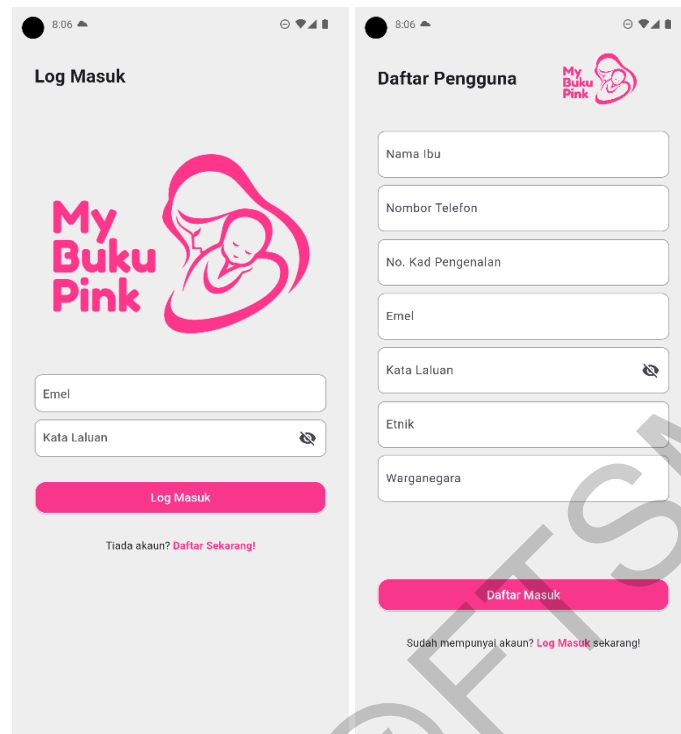 8:06
Log Masuk
My
Buku
Pink
Emel
Kata Laluan
Log Masuk
Tiada akaun? Daftar Sekarang!
8:06
Daftar Pengguna
My
Buku
Pink
Nama Ibu
Nombor Telefon
No. Kad Pengenalan
Emel
Kata Laluan
Etnik
Warganegara
Daftar Masuk
Sudah mempunyai akaun? Log Masuk sekarang!
@FTSM